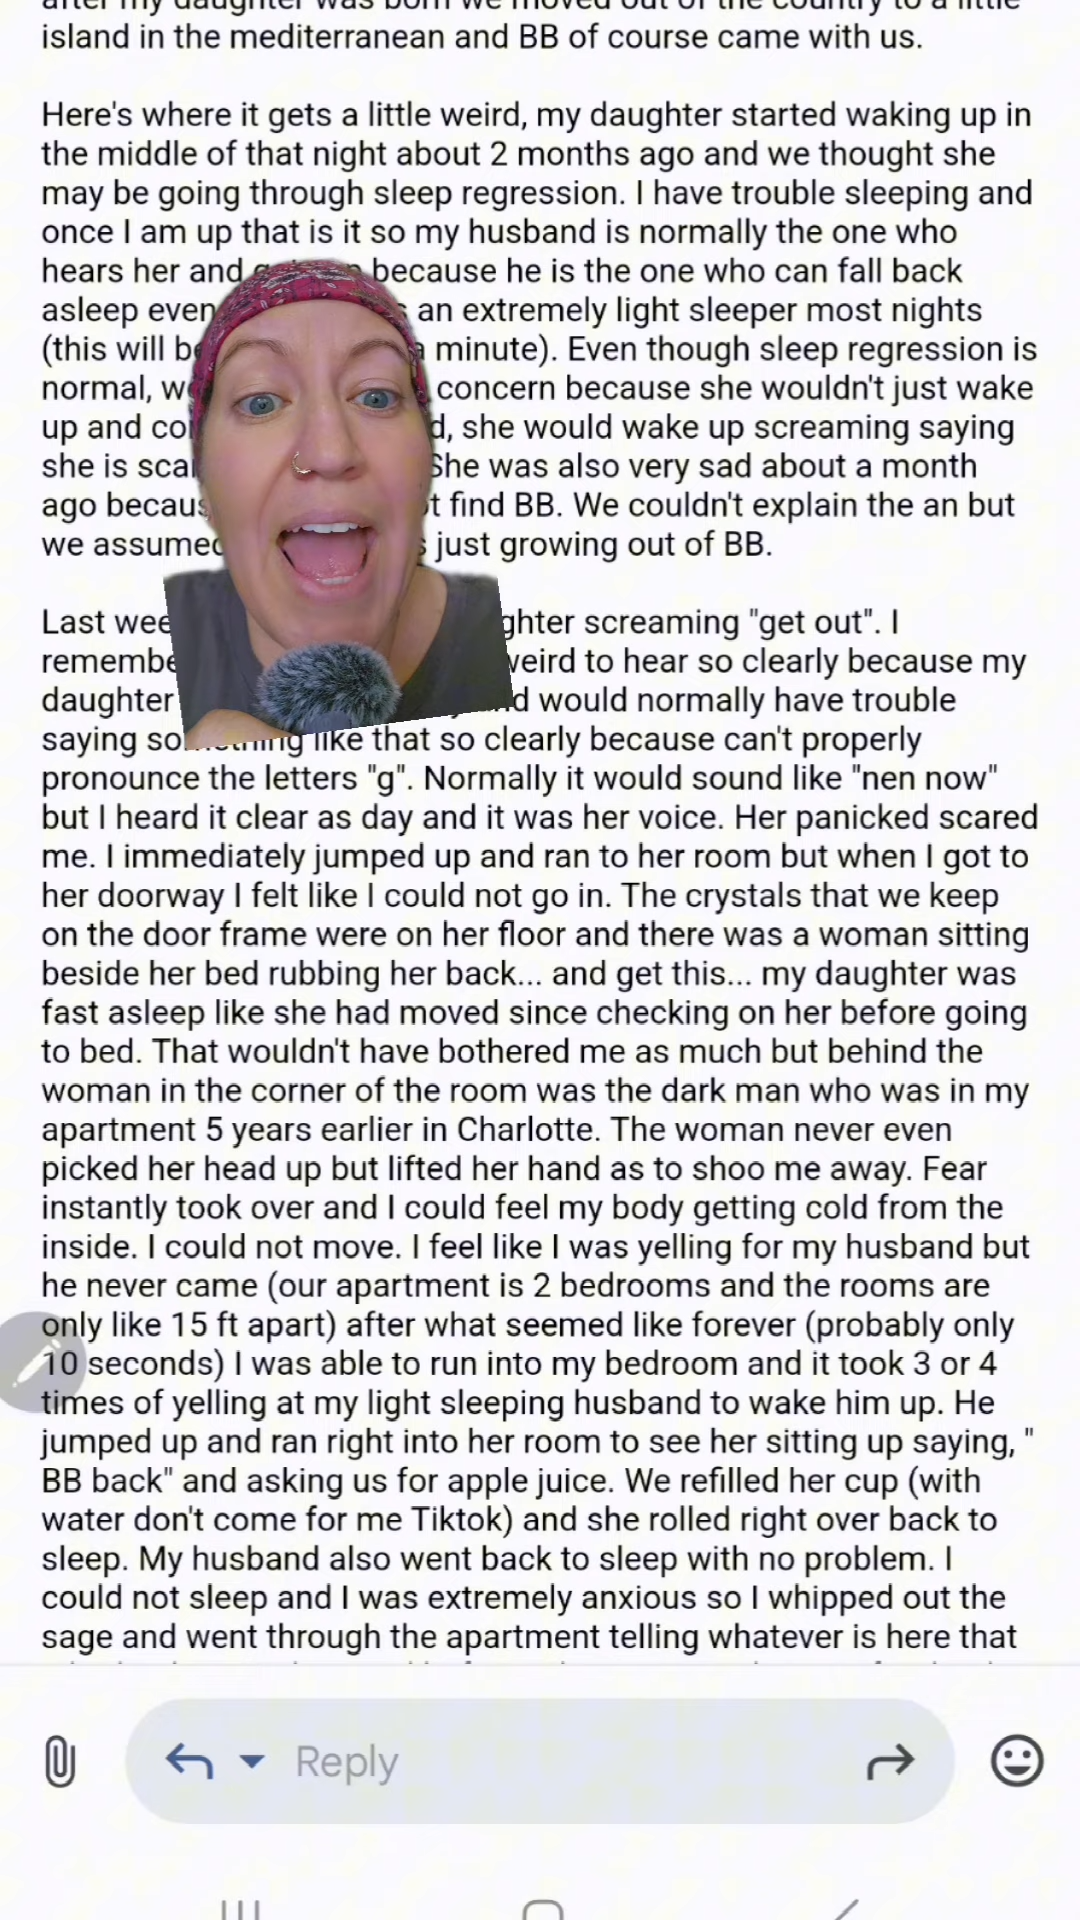 after my daughter was born we moved out of the country to a little
island in the mediterranean and BB of course came with us.
Here's where it gets a little weird, my daughter started waking up in
the middle of that night about 2 months ago and we thought she
may be going through sleep regression. I have trouble sleeping and
once I am up that is it so my husband is normally the one who
hears her and because he is the one who can fall back
asleep even an extremely light sleeper most nights
(this will minute). Even though sleep regression is
normal, concern because she wouldn't just wake
up and she would wake up screaming saying
she is She was also very sad about a month
ago find BB. We couldn't explain the an but
we assumed just growing out of BB.
Last screaming "get out". I
weird to hear so clearly because my
daughter would normally have trouble
saying something like that so clearly because can't properly
pronounce the letters "g". Normally it would sound like "nen now"
but I heard it clear as day and it was her voice. Her panicked scared
me. I immediately jumped up and ran to her room but when I got to
her doorway I felt like I could not go in. The crystals that we keep
on the door frame were on her floor and there was a woman sitting
beside her bed rubbing her back... and get this... my daughter was
fast asleep like she had moved since checking on her before going
to bed. That wouldn't have bothered me as much but behind the
woman in the corner of the room was the dark man who was in my
apartment 5 years earlier in Charlotte. The woman never even
picked her head up but lifted her hand as to shoo me away. Fear
instantly took over and I could feel my body getting cold from the
inside. I could not move. I feel like I was yelling for my husband but
he never came (our apartment is 2 bedrooms and the rooms are
only like 15 ft apart) after what seemed like forever (probably only
10 seconds) I was able to run into my bedroom and it took 3 or 4
times of yelling at my light sleeping husband to wake him up. He
jumped up and ran right into her room to see her sitting up saying, "
BB back" and asking us for apple juice. We refilled her cup (with
water don't come for me Tiktok) and she rolled right over back to
sleep. My husband also went back to sleep with no problem. I
could not sleep and I was extremely anxious so I whipped out the
sage and went through the apartment telling whatever is here that
Reply